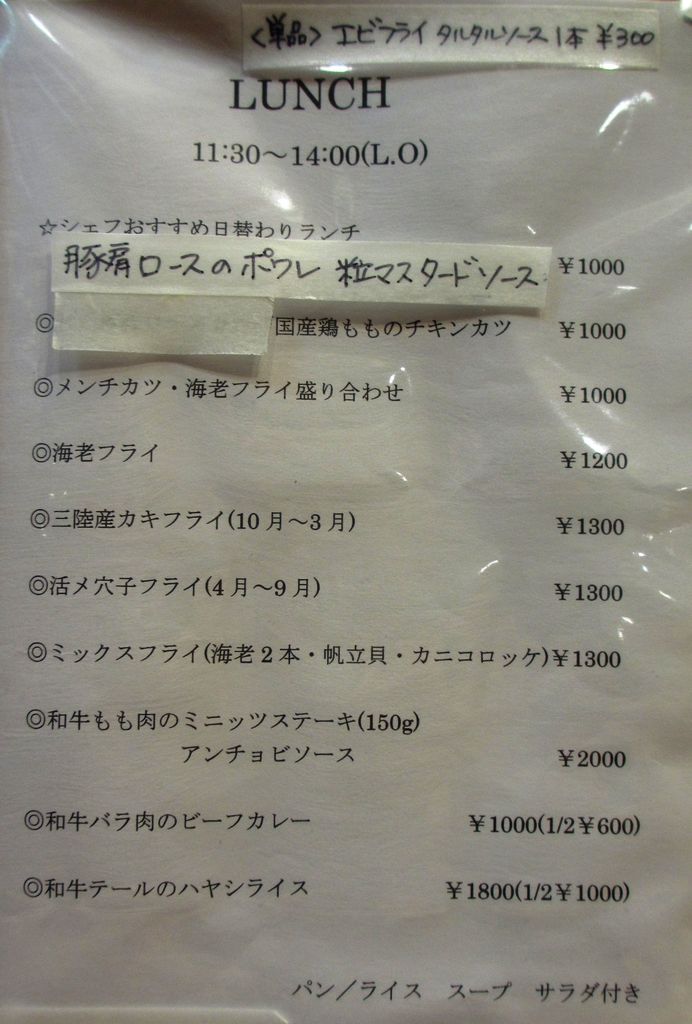 〈単品〉 エビフライ タルタルソース 1本 ¥300
LUNCH
11:30～14:00(L.O)
☆シェフおすすめ日替わりランチ
豚肩ロースのポワレ 粒マスタードソース ￥1000
◎ 国産鶏もものチキンカツ ￥1000
◎メンチカツ・海老フライ盛り合わせ ￥1000
◎海老フライ ￥1200
◎三陸産カキフライ(10月～3月) ￥1300
◎活〆穴子フライ(4月～9月) ￥1300
◎ミックスフライ(海老2本・帆立貝・カニコロッケ)￥1300
◎和牛もも肉のミニッツステーキ(150g)
アンチョビソース ￥2000
◎和牛バラ肉のビーフカレー ￥1000(1/2￥600)
◎和牛テールのハヤシライス ￥1800(1/2￥1000)
パン／ライス スープ サラダ付き